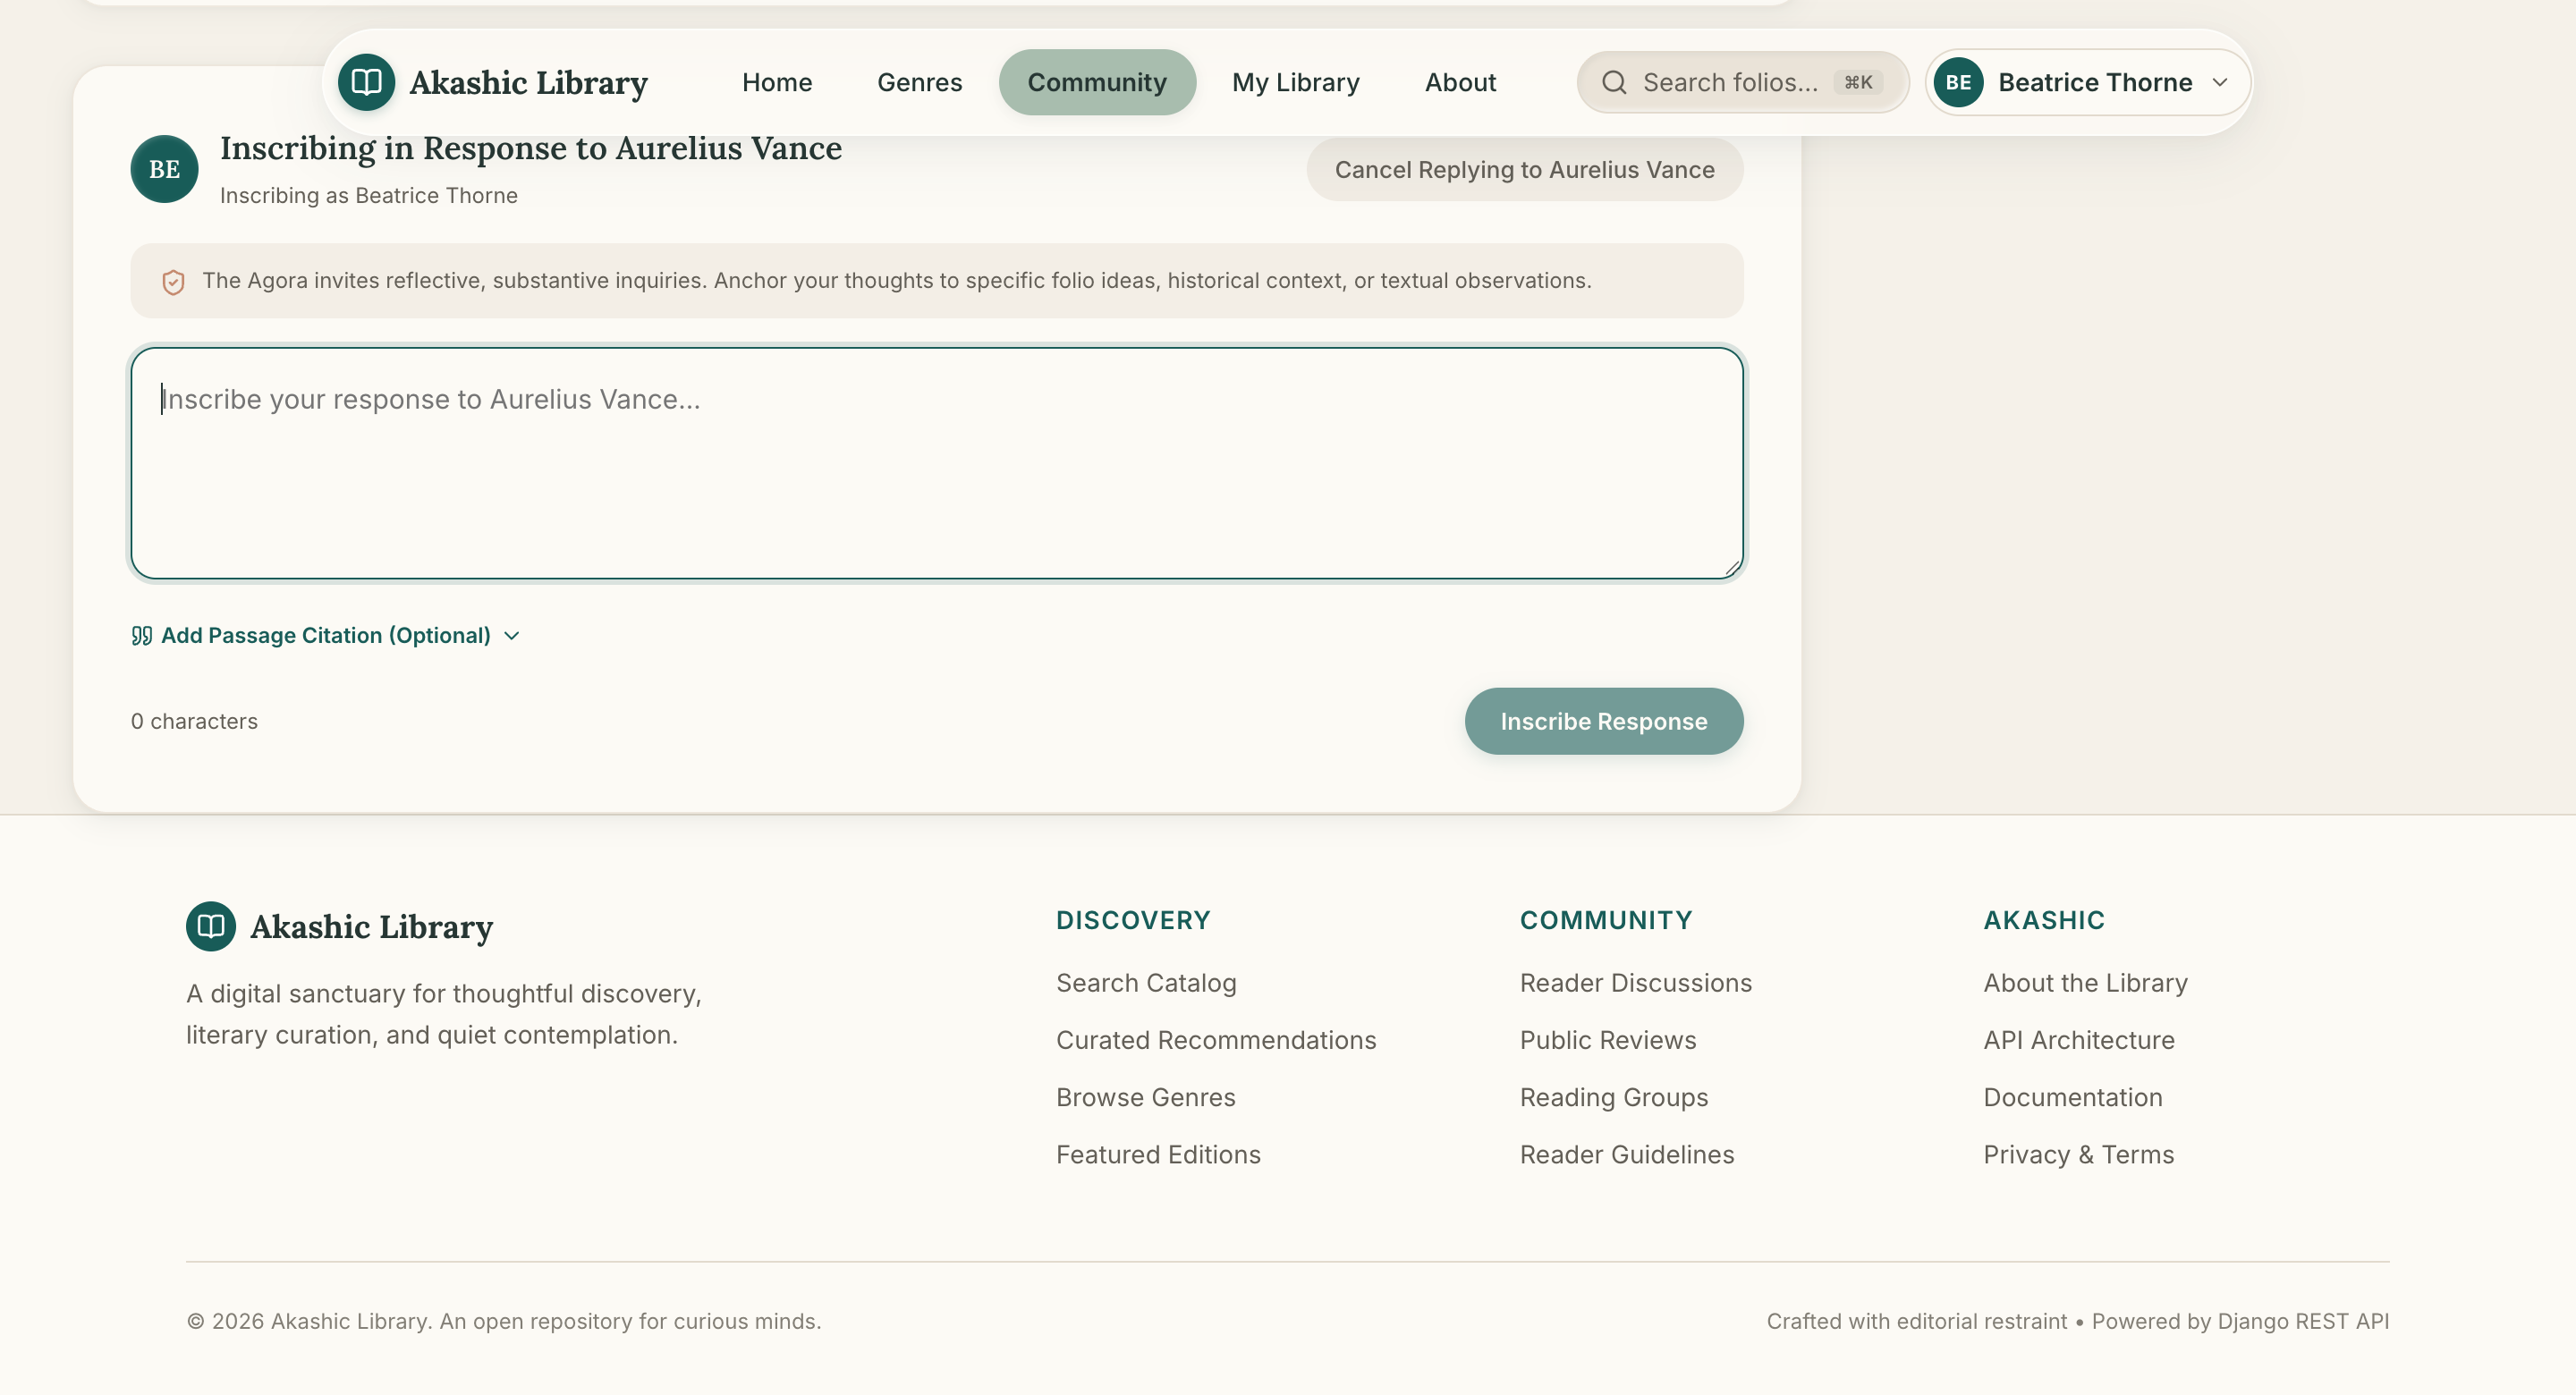 Akashic Library
Home
Genres
Community
My Library
About
Search folios...
⌘K
BE
Beatrice Thorne
BE
Inscribing in Response to Aurelius Vance
Inscribing as Beatrice Thorne
Cancel Replying to Aurelius Vance
The Agora invites reflective, substantive inquiries. Anchor your thoughts to specific folio ideas, historical context, or textual observations.
Inscribe your response to Aurelius Vance...
Add Passage Citation (Optional)
0 characters
Inscribe Response
Akashic Library
A digital sanctuary for thoughtful discovery,
literary curation, and quiet contemplation.
DISCOVERY
Search Catalog
Curated Recommendations
Browse Genres
Featured Editions
COMMUNITY
Reader Discussions
Public Reviews
Reading Groups
Reader Guidelines
AKASHIC
About the Library
API Architecture
Documentation
Privacy & Terms
© 2026 Akashic Library. An open repository for curious minds.
Crafted with editorial restraint • Powered by Django REST API